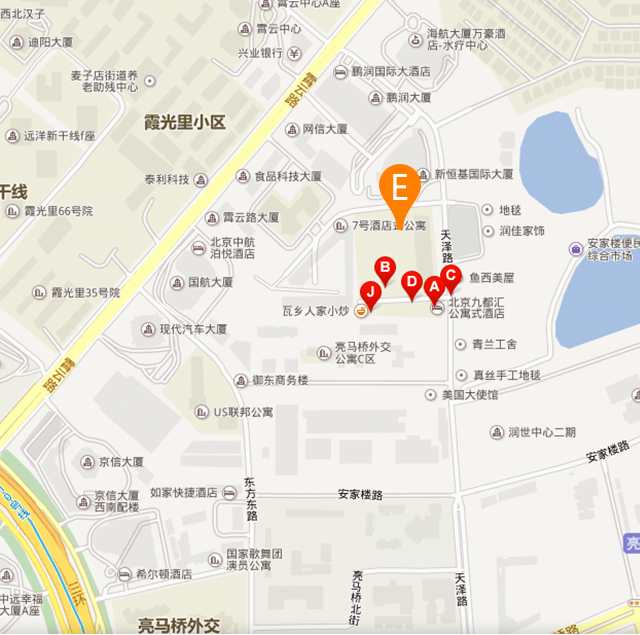 西北汉子
霄云中心A座
迪阳大厦
霄云中心
兴业银行
海航大厦万豪酒
店-水疗中心
麦子店街道养
老助残中心
霄云路
鹏润国际大酒店
鹏润大厦
霞光里小区
网信大厦
远洋新干线f座
干线
泰利科技
食品科技大厦
新恒基国际大厦
E
霞光里66号院
霄云路大厦
7号酒店式公寓
地毯
润佳家饰
天泽路
北京中航
泊悦酒店
安家楼便民
综合市场
国航大厦
B
D
C
A
J
鱼西美屋
霞光里35号院
瓦乡人家小炒
北京九都汇
公寓式酒店
现代汽车大厦
亮马桥外交
公寓C区
青兰工舍
霄云路
御东商务楼
真丝手工地毯
美国大使馆
US联邦公寓
润世中心二期
京信大厦
安家楼路
如家快捷酒店
安家楼路
京信大厦
西南配楼
东方东路
10号线
亮
国家歌舞团
演员公寓
希尔顿酒店
三环
亮马桥北街
天泽路
中远幸福
大厦A座
亮马桥外交
东方路